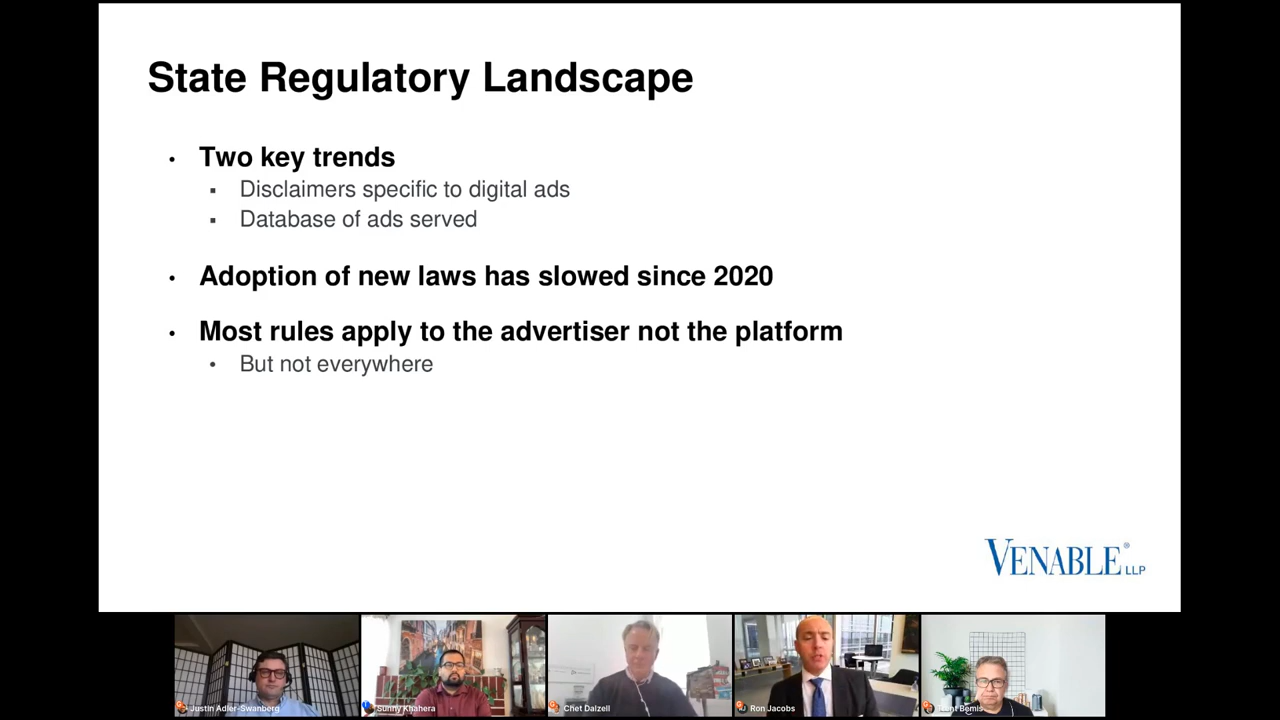 State Regulatory Landscape
• Two key trends
▪ Disclaimers specific to digital ads
▪ Database of ads served
• Adoption of new laws has slowed since 2020
• Most rules apply to the advertiser not the platform
• But not everywhere
VENABLE® LLP
Justin Adler-Swanberg
Sunny Khahera
Chet Dalzell
Ron Jacobs
Bemis